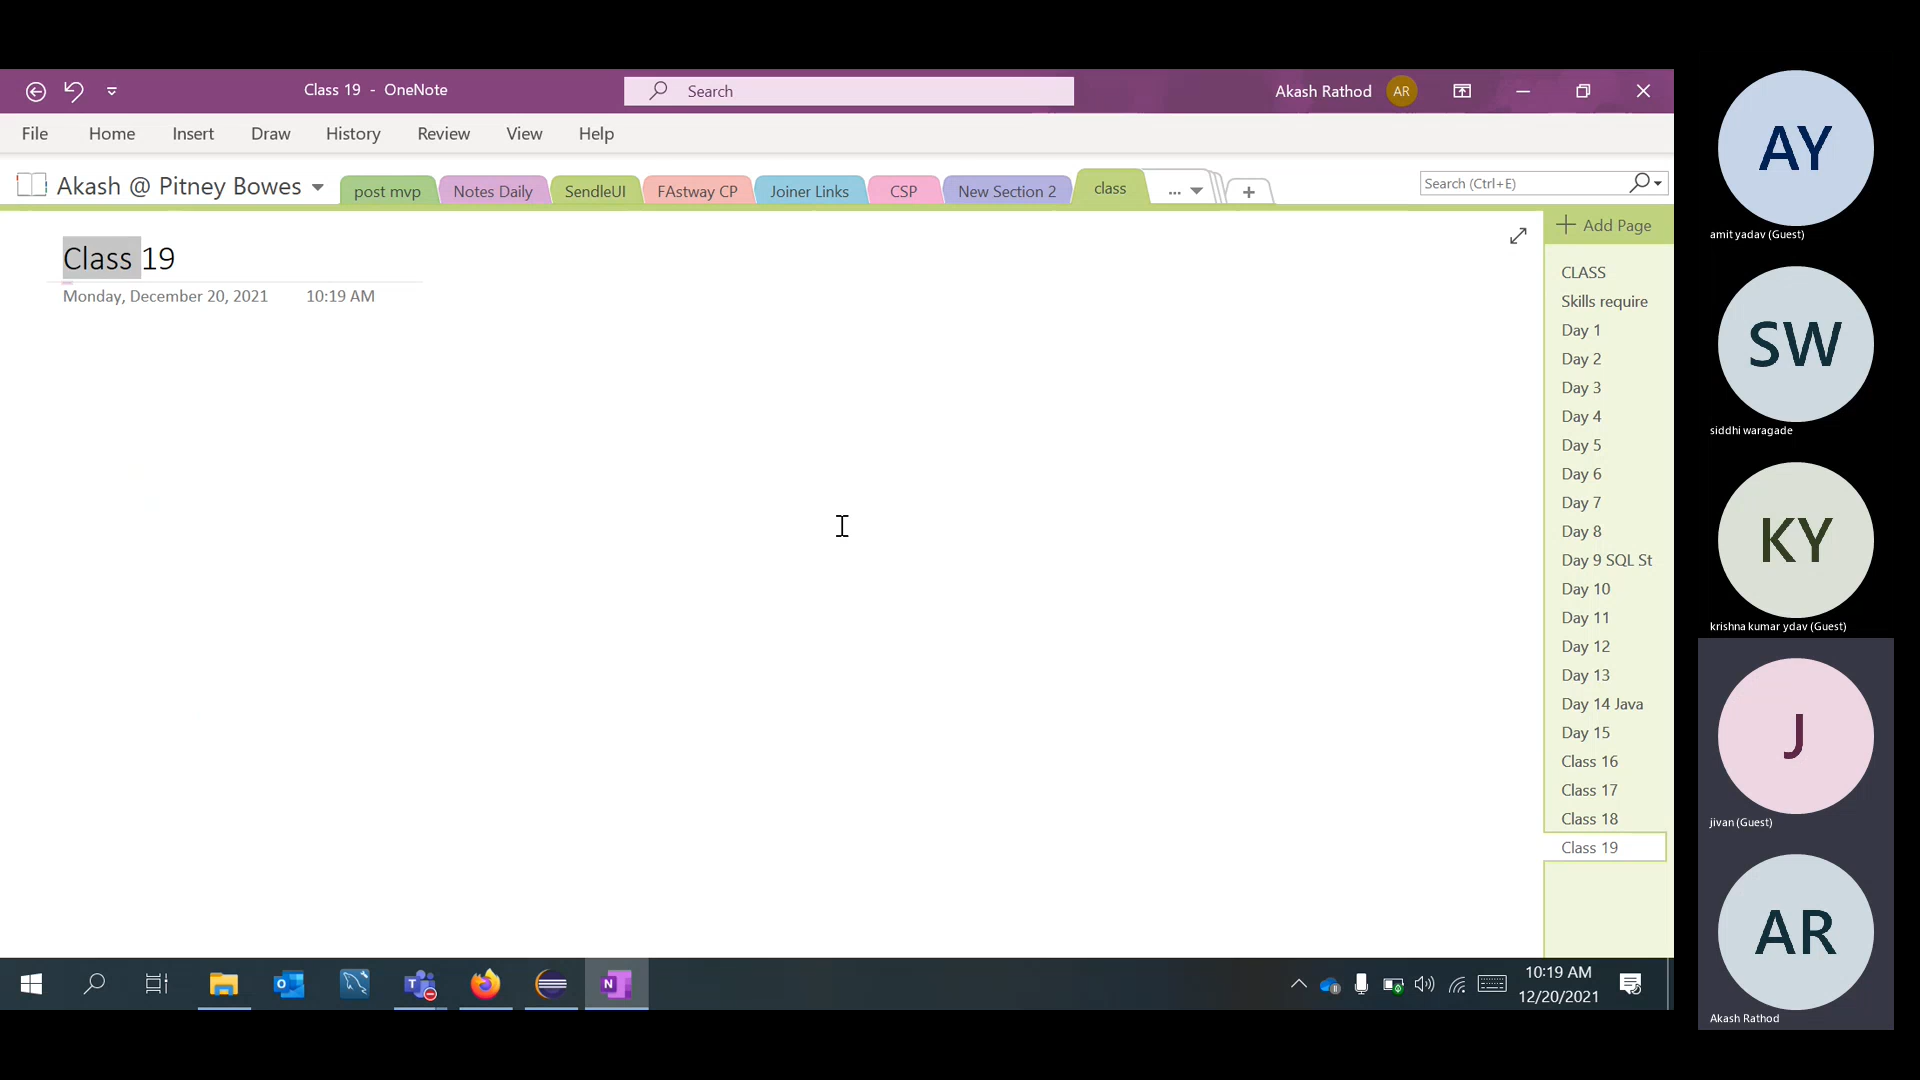 Class 19 - OneNote
Search
Akash Rathod
AR
File
Home
Insert
Draw
History
Review
View
Help
Akash @ Pitney Bowes
post mvp
Notes Daily
SendleUI
FAstway CP
Joiner Links
CSP
New Section 2
class
...
Search (Ctrl+E)
Class 19
Monday, December 20, 2021 10:19 AM
Add Page
CLASS
Skills require
Day 1
Day 2
Day 3
Day 4
Day 5
Day 6
Day 7
Day 8
Day 9 SQL St
Day 10
Day 11
Day 12
Day 13
Day 14 Java
Day 15
Class 16
Class 17
Class 18
Class 19
AY
amit yadav (Guest)
SW
siddhi waragade
KY
krishna kumar ydav (Guest)
J
jivan (Guest)
AR
Akash Rathod
N
10:19 AM
12/20/2021